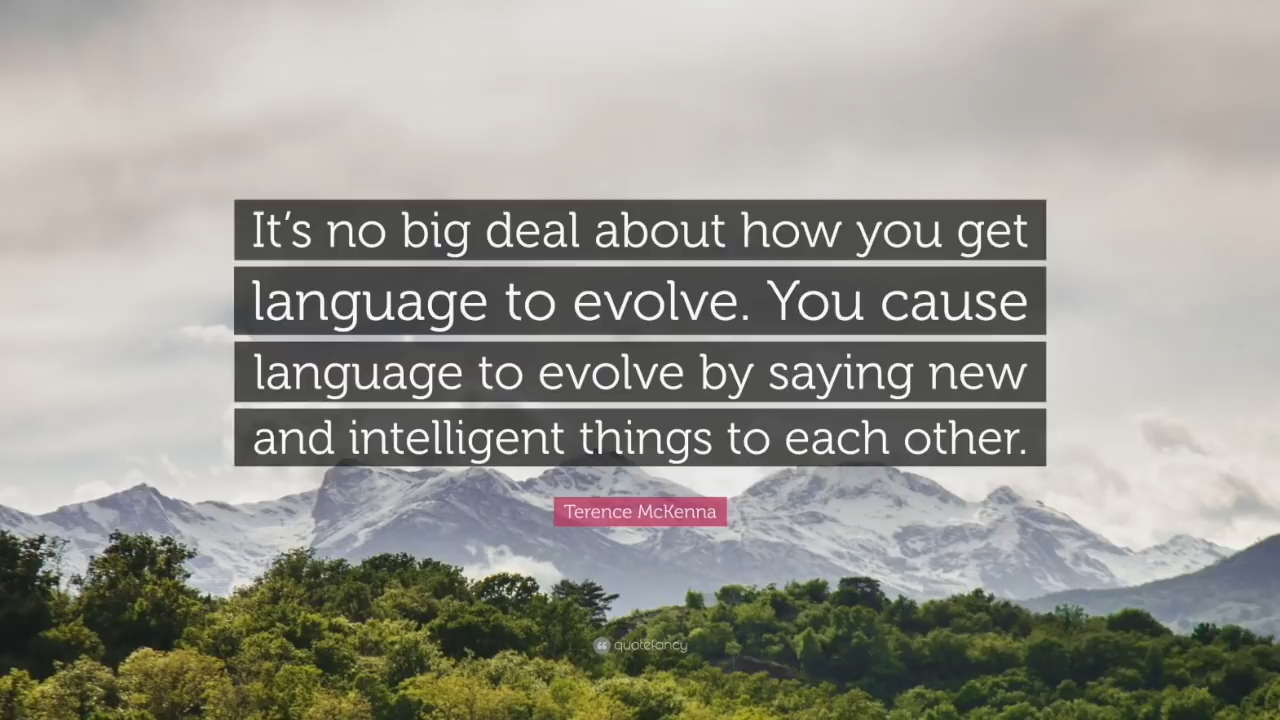 It’s no big deal about how you get
language to evolve. You cause
language to evolve by saying new
and intelligent things to each other.
Terence McKenna
quotefancy